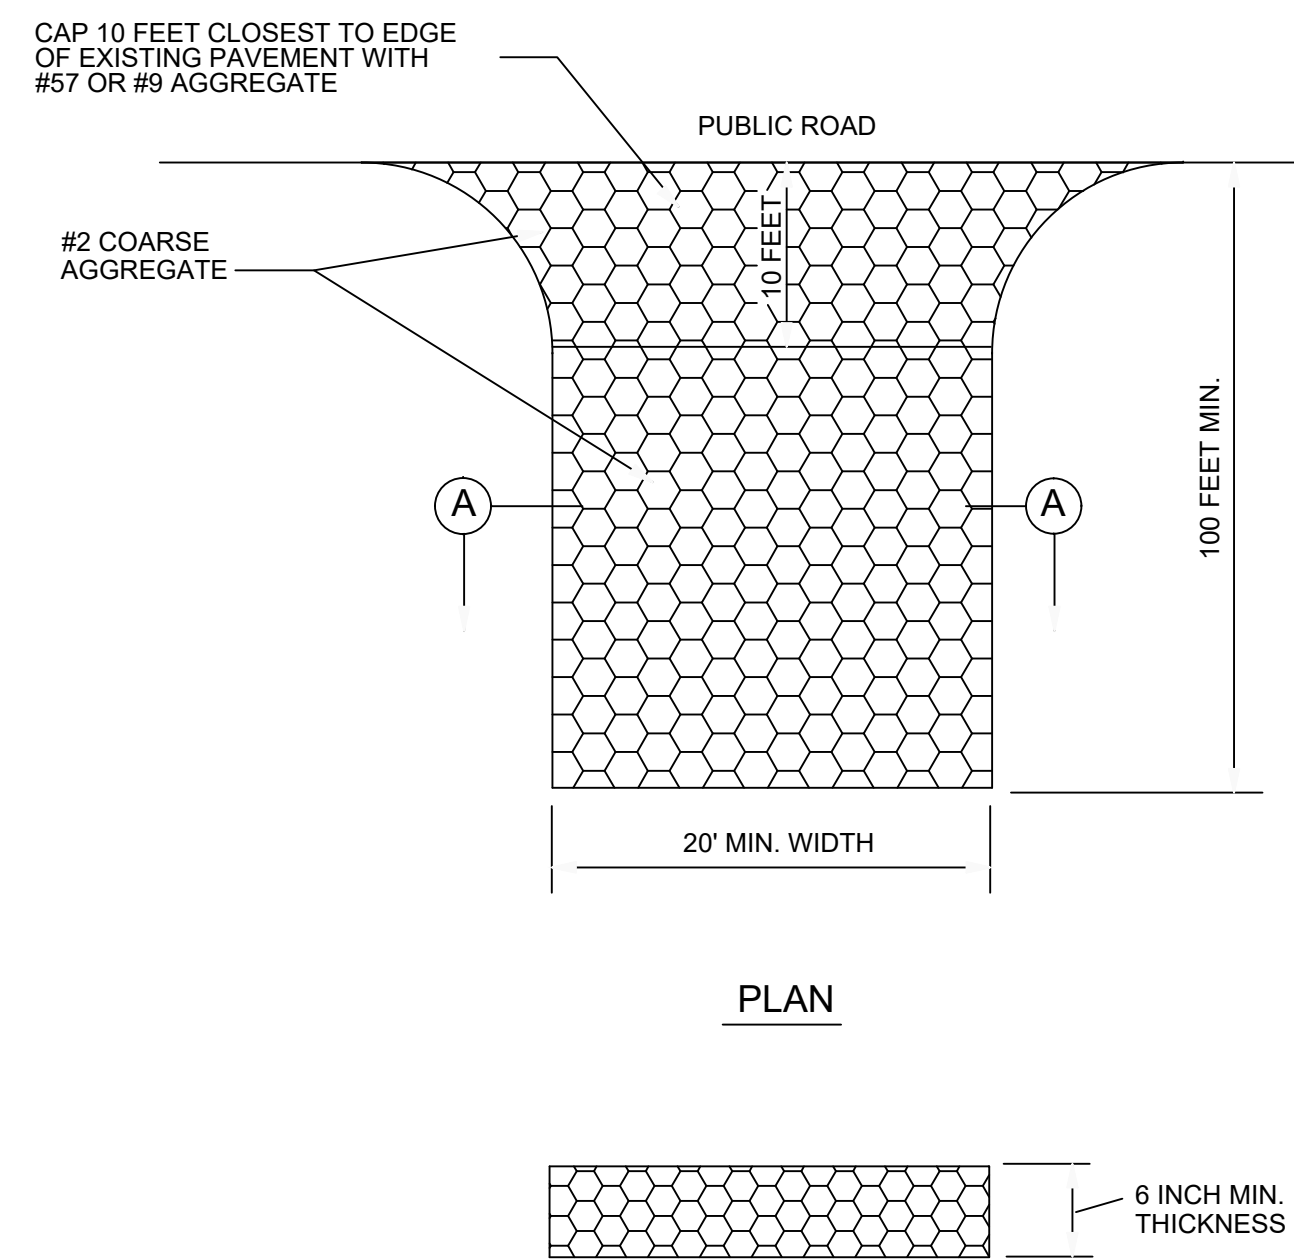 CAP 10 FEET CLOSEST TO EDGE
OF EXISTING PAVEMENT WITH
#57 OR #9 AGGREGATE
PUBLIC ROAD
10 FEET
#2 COARSE
AGGREGATE
A
A
100 FEET MIN.
20' MIN. WIDTH
PLAN
6 INCH MIN.
THICKNESS